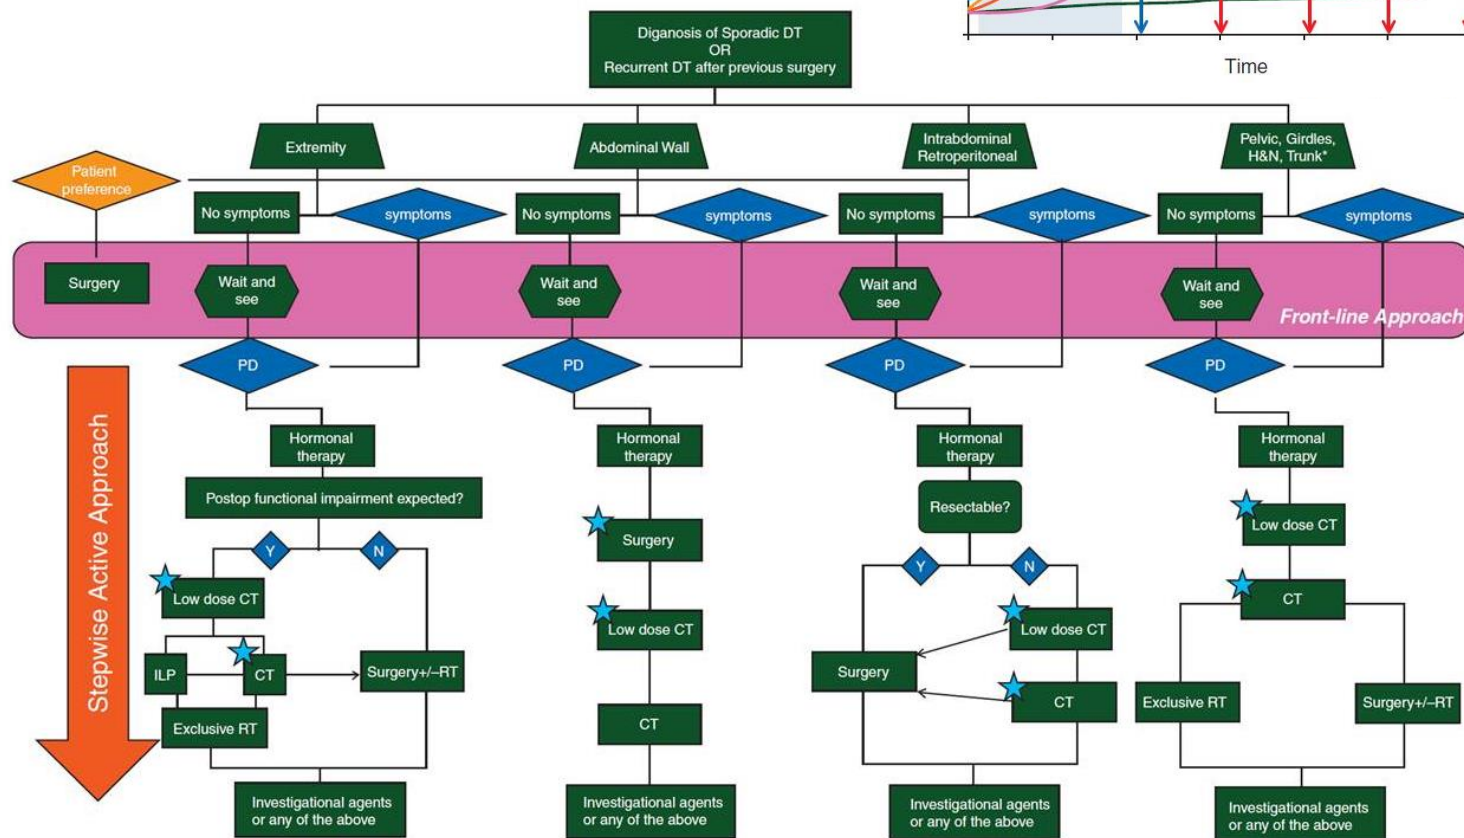 Time
Diganosis of Sporadic DT
OR
Recurrent DT after previous surgery
Extremity
Abdominal Wall
Intrabdominal
Retroperitoneal
Pelvic, Girdles,
H&N, Trunk*
Patient
preference
No symptoms
symptoms
No symptoms
symptoms
No symptoms
symptoms
No symptoms
symptoms
Surgery
Wait and
see
Wait and
see
Wait and
see
Wait and
see
Front-line Approach
PD
PD
PD
PD
Stepwise Active Approach
Hormonal
therapy
Postop functional impairment expected?
Y
N
Low dose CT
ILP
CT
Surgery+/–RT
Exclusive RT
Investigational agents
or any of the above
Hormonal
therapy
Surgery
Low dose CT
CT
Investigational agents
or any of the above
Hormonal
therapy
Resectable?
Y
N
Low dose CT
Surgery
CT
Investigational agents
or any of the above
Hormonal
therapy
Low dose CT
CT
Exclusive RT
Surgery+/–RT
Investigational agents
or any of the above